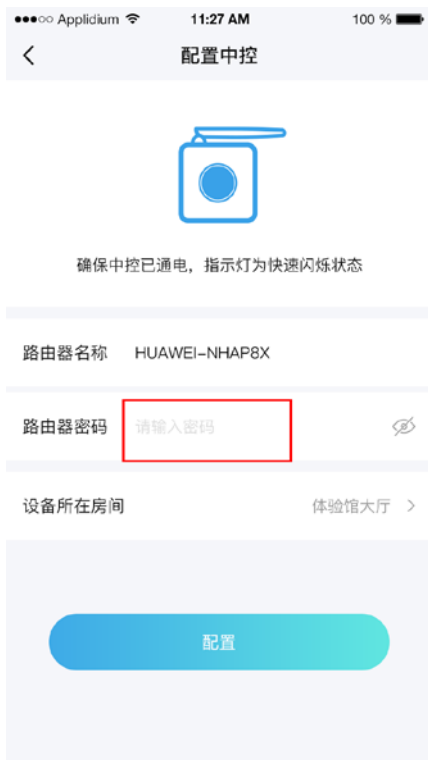 ●●●○○ Applidium 11:27 AM 100 %
配置中控
确保中控已通电，指示灯为快速闪烁状态
路由器名称 HUAWEI-NHAP8X
路由器密码 请输入密码
设备所在房间 体验馆大厅 >
配置